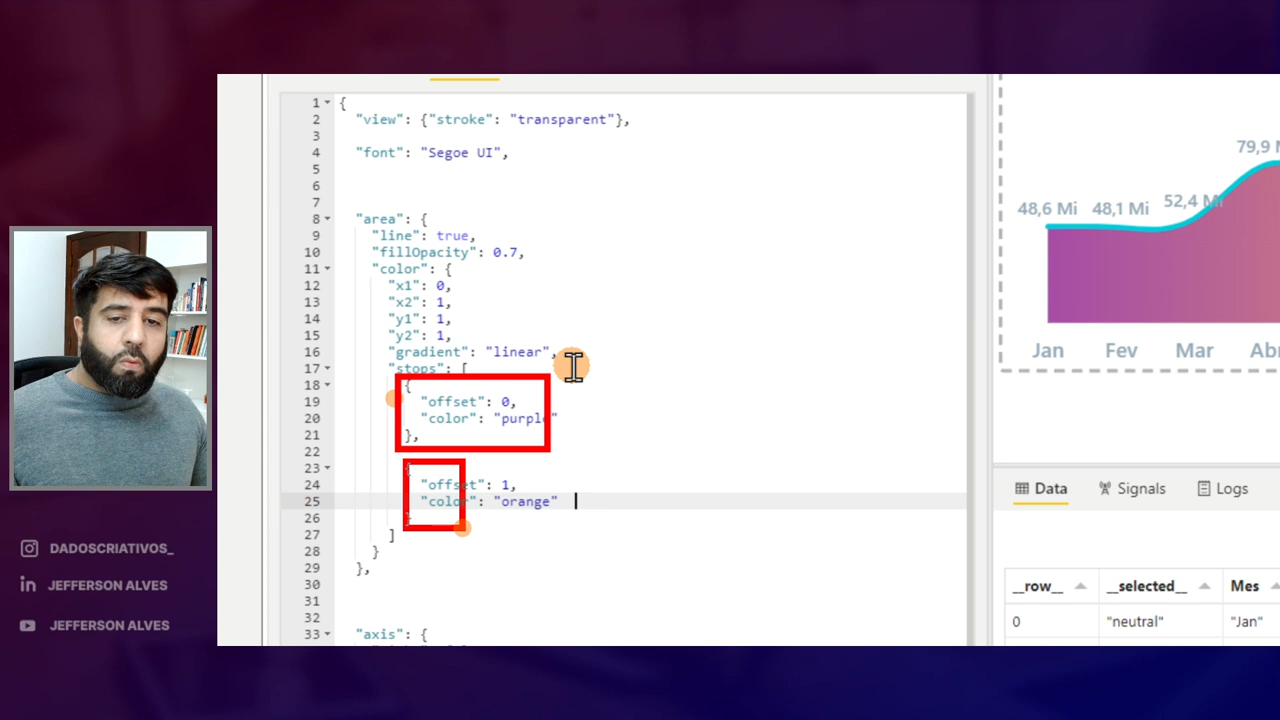 1 {
2 "view": {"stroke": "transparent"},
3
4 "font": "Segoe UI",
5
6
7
8 "area": {
9 "line": true,
10 "fillOpacity": 0.7,
11 "color": {
12 "x1": 0,
13 "x2": 1,
14 "y1": 1,
15 "y2": 1,
16 "gradient": "linear",
17 "stops": [
18 {
19 "offset": 0,
20 "color": "purple"
21 },
22
23 {
24 "offset": 1,
25 "color": "orange"
26 }
27 ]
28 }
29 },
30
31
32
33 "axis": {
79,9 M
48,6 Mi 48,1 Mi 52,4 Mi
Jan Fev Mar Abr
Data Signals Logs
__row__ __selected__ Mes
0 "neutral" "Jan"
DADOSCRIATIVOS_
JEFFERSON ALVES
JEFFERSON ALVES